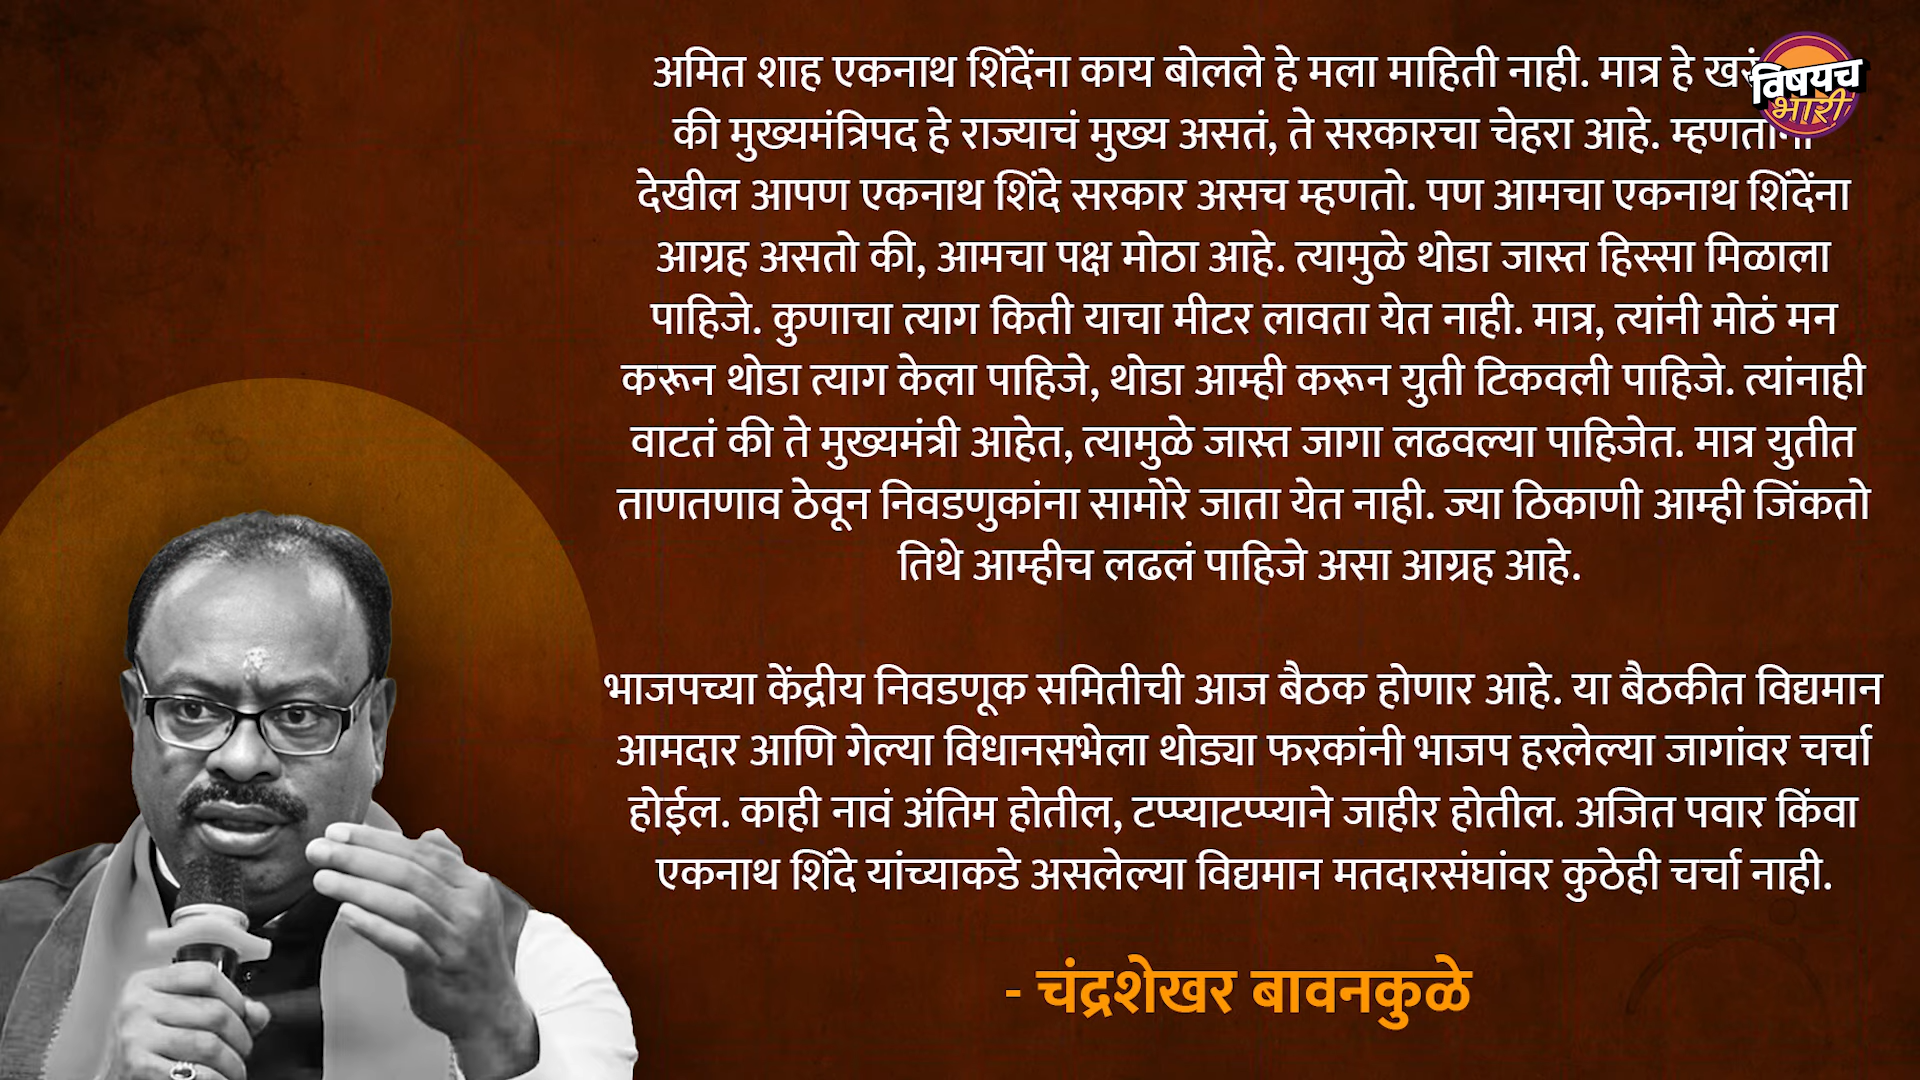 अमित शाह एकनाथ शिंदेंना काय बोलले हे मला माहिती नाही. मात्र हे
विषयच
भारी
की मुख्यमंत्रिपद हे राज्याचं मुख्य असतं, ते सरकारचा चेहरा आहे.
देखील आपण एकनाथ शिंदे सरकार असच म्हणतो. पण आमचा एकनाथ शिंदेंना
आग्रह असतो की, आमचा पक्ष मोठा आहे. त्यामुळे थोडा जास्त हिस्सा मिळाला
पाहिजे. कुणाचा त्याग किती याचा मीटर लावता येत नाही. मात्र, त्यांनी मोठं मन
करून थोडा त्याग केला पाहिजे, थोडा आम्ही करून युती टिकवली पाहिजे. त्यांनाही
वाटतं की ते मुख्यमंत्री आहेत, त्यामुळे जास्त जागा लढवल्या पाहिजेत. मात्र युतीत
ताणतणाव ठेवून निवडणुकांना सामोरे जाता येत नाही. ज्या ठिकाणी आम्ही जिंकतो
तिथे आम्हीच लढलं पाहिजे असा आग्रह आहे.
भाजपच्या केंद्रीय निवडणूक समितीची आज बैठक होणार आहे. या बैठकीत विद्यमान
आमदार आणि गेल्या विधानसभेला थोड्या फरकांनी भाजप हरलेल्या जागांवर चर्चा
होईल. काही नावं अंतिम होतील, टप्प्याटप्प्याने जाहीर होतील. अजित पवार किंवा
एकनाथ शिंदे यांच्याकडे असलेल्या विद्यमान मतदारसंघांवर कुठेही चर्चा नाही.
- चंद्रशेखर बावनकुळे